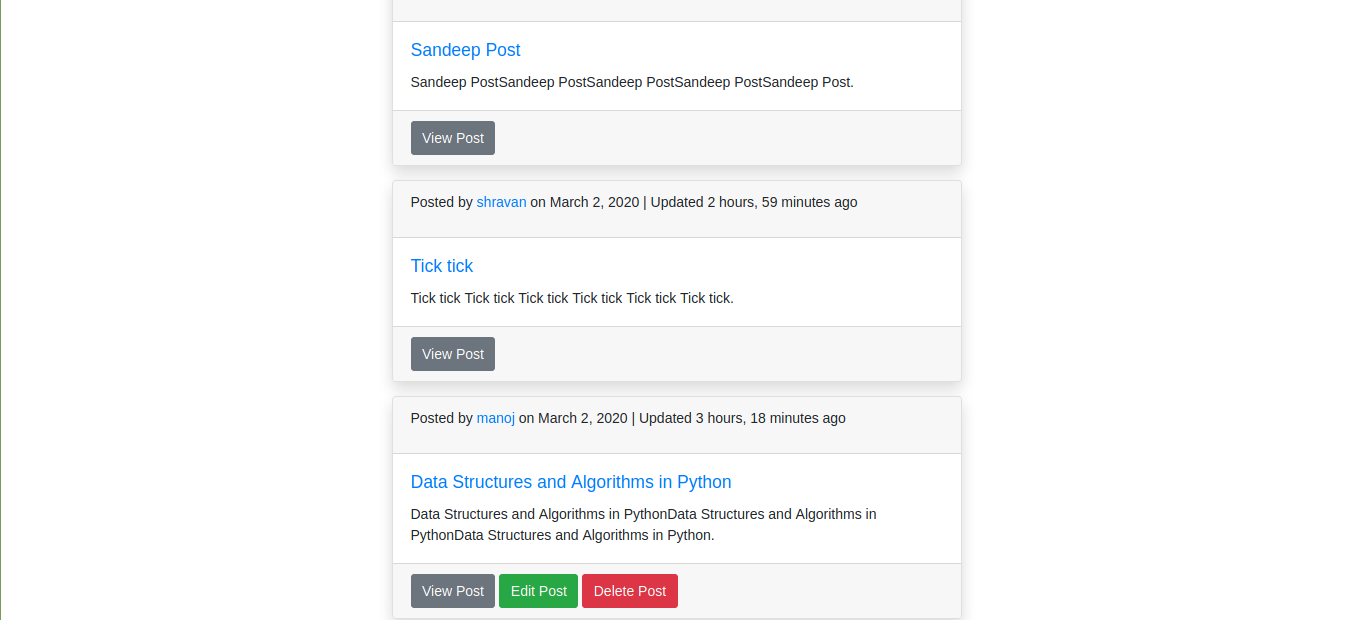 Sandeep Post
Sandeep PostSandeep PostSandeep PostSandeep PostSandeep Post.
View Post
Posted by shravan on March 2, 2020 | Updated 2 hours, 59 minutes ago
Tick tick
Tick tick Tick tick Tick tick Tick tick Tick tick Tick tick.
View Post
Posted by manoj on March 2, 2020 | Updated 3 hours, 18 minutes ago
Data Structures and Algorithms in Python
Data Structures and Algorithms in PythonData Structures and Algorithms in
PythonData Structures and Algorithms in Python.
View Post Edit Post Delete Post